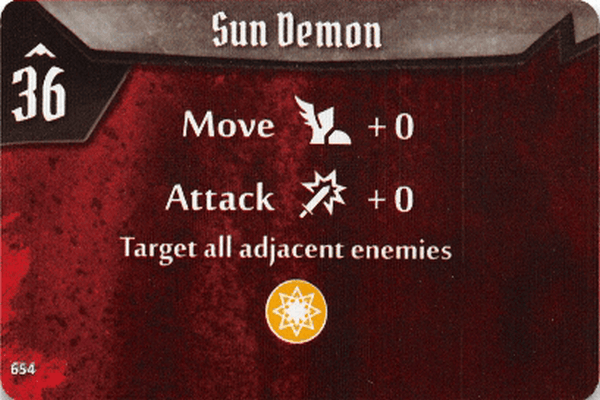 Sun Demon
36
Move + 0
Attack + 0
Target all adjacent enemies
654